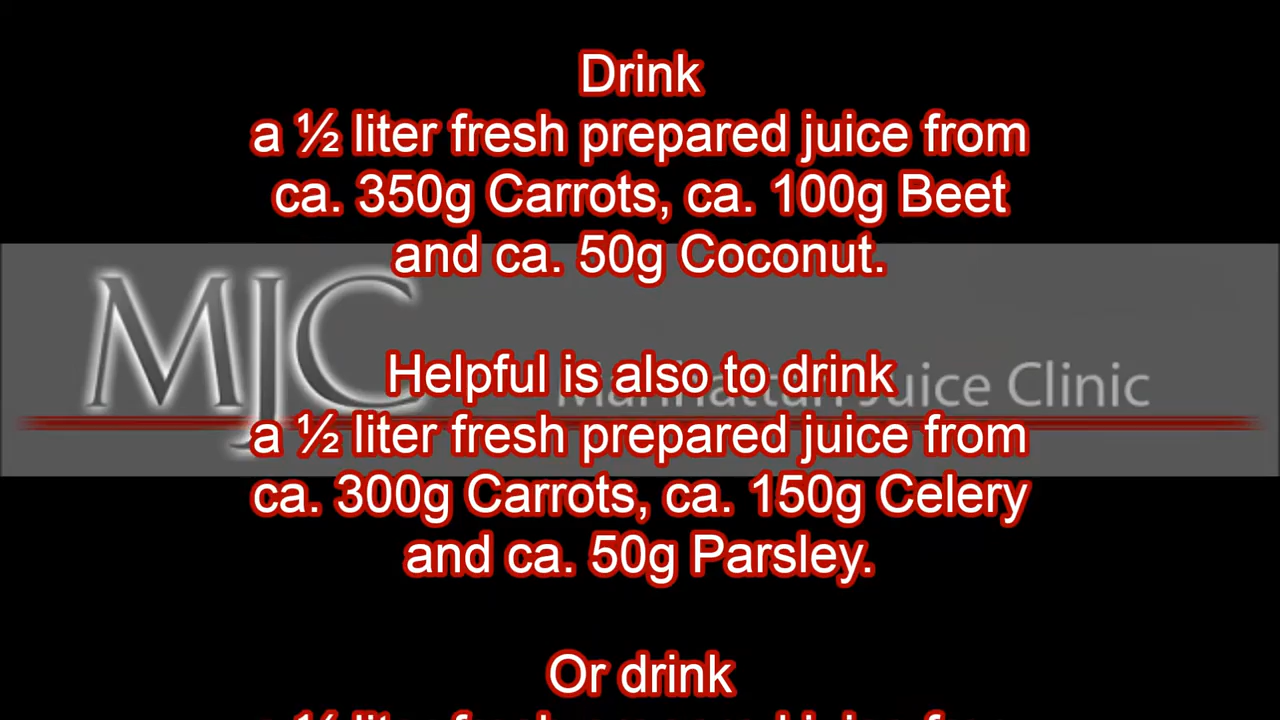 Drink
a ½ liter fresh prepared juice from
ca. 350g Carrots, ca. 100g Beet
and ca. 50g Coconut.
MJC
Helpful is also to drink
Manhattan Juice Clinic
a ½ liter fresh prepared juice from
ca. 300g Carrots, ca. 150g Celery
and ca. 50g Parsley.
Or drink